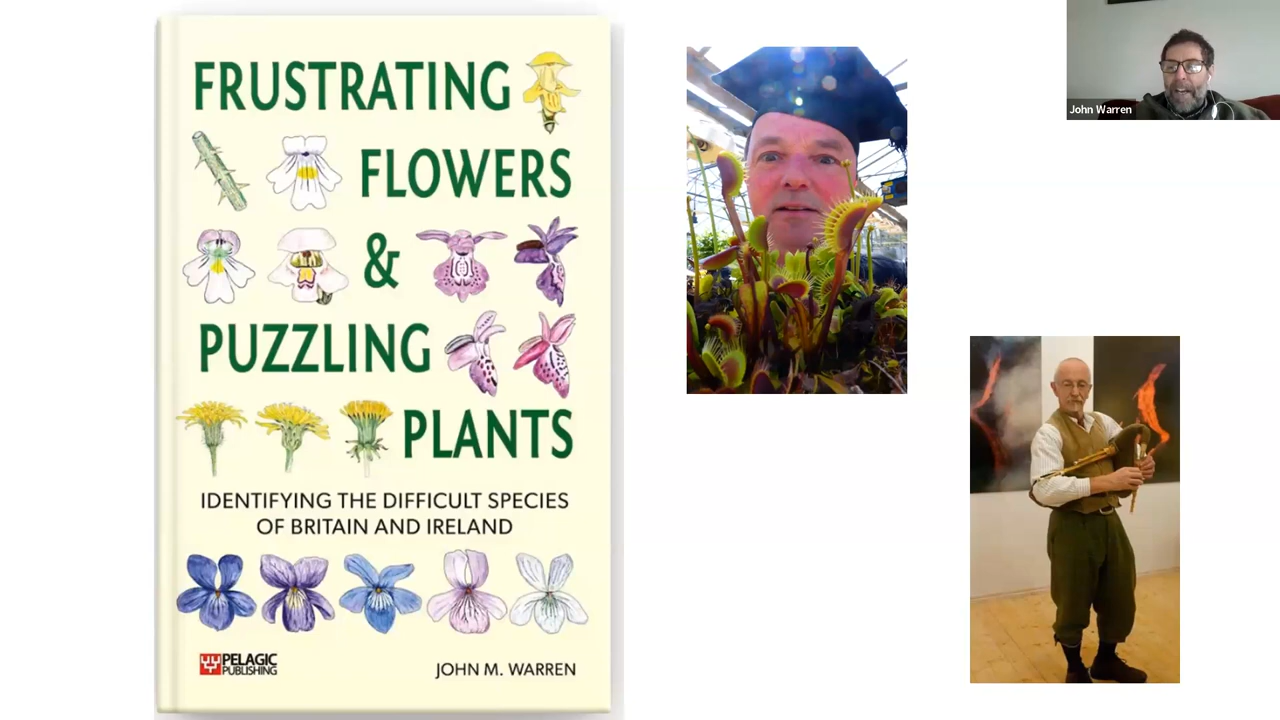 FRUSTRATING
FLOWERS
&
PUZZLING
PLANTS
IDENTIFYING THE DIFFICULT SPECIES
OF BRITAIN AND IRELAND
PELAGIC
PUBLISHING
JOHN M. WARREN
John Warren